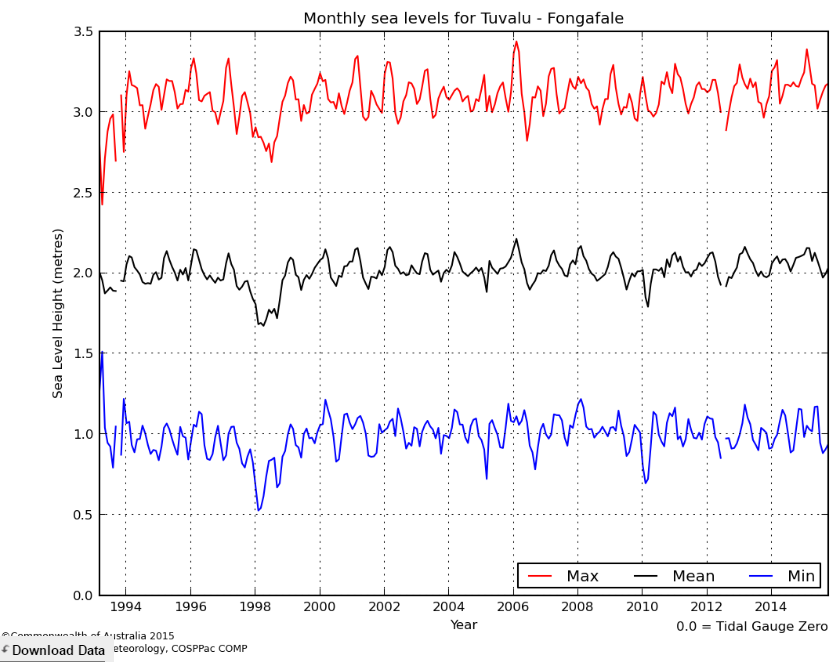 Monthly sea levels for Tuvalu - Fongafale
3.5
3.0
2.5
2.0
1.5
1.0
0.5
0.0
Sea Level Height (metres)
1994 1996 1998 2000 2002 2004 2006 2008 2010 2012 2014
Year
Max Mean Min
0.0 = Tidal Gauge Zero
©Commonwealth of Australia 2015
eteorology, COSPPac COMP
Download Data